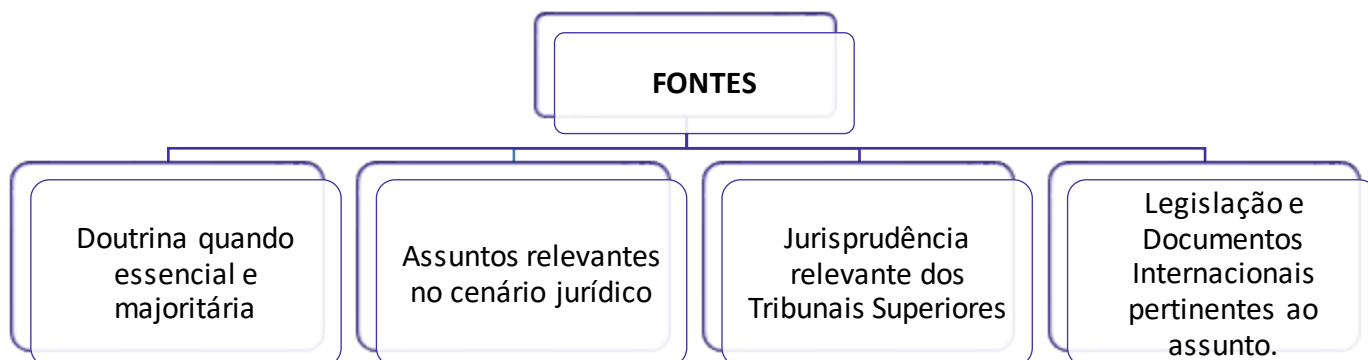 FONTES
Doutrina quando
essencial e
majoritária
Assuntos relevantes
no cenário jurídico
Jurisprudência
relevante dos
Tribunais Superiores
Legislação e
Documentos
Internacionais
pertinentes ao
assunto.